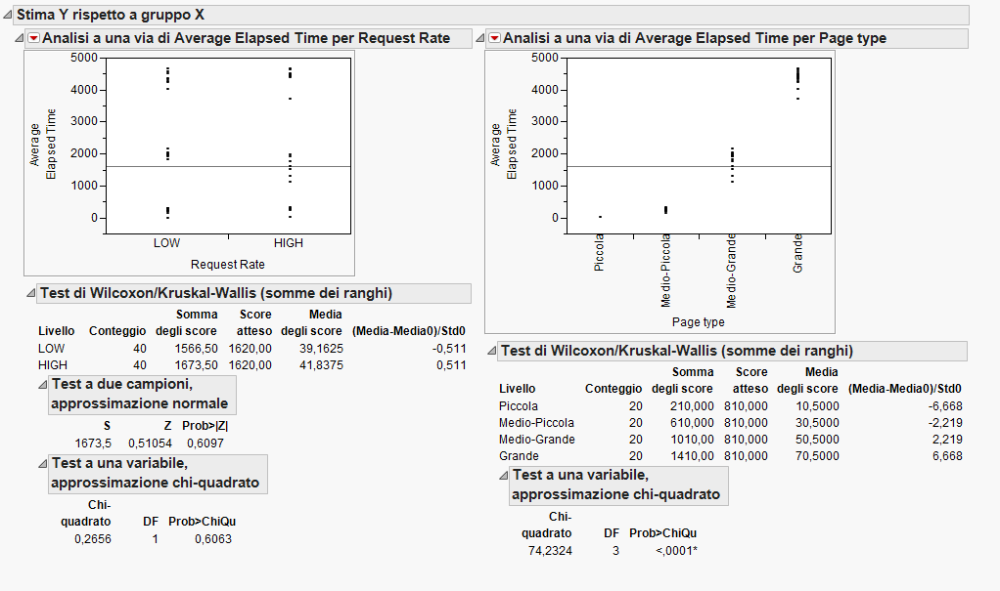 Stima Y rispetto a gruppo X
Analisi a una via di Average Elapsed Time per Request Rate
Average
Elapsed Time
5000
4000
3000
2000
1000
0
LOW HIGH
Request Rate
Test di Wilcoxon/Kruskal-Wallis (somme dei ranghi)
Somma Score Media
Livello Conteggio degli score atteso degli score (Media-Media0)/Std0
LOW 40 1566,50 1620,00 39,1625 -0,511
HIGH 40 1673,50 1620,00 41,8375 0,511
Test a due campioni,
approssimazione normale
S Z Prob>|Z|
1673,5 0,51054 0,6097
Test a una variabile,
approssimazione chi-quadrato
Chi-
quadrato DF Prob>ChiQu
0,2656 1 0,6063
Analisi a una via di Average Elapsed Time per Page type
Average
Elapsed Time
5000
4000
3000
2000
1000
0
Piccola
Medio-Piccola
Medio-Grande
Grande
Page type
Test di Wilcoxon/Kruskal-Wallis (somme dei ranghi)
Somma Score Media
Livello Conteggio degli score atteso degli score (Media-Media0)/Std0
Piccola 20 210,000 810,000 10,5000 -6,668
Medio-Piccola 20 610,000 810,000 30,5000 -2,219
Medio-Grande 20 1010,00 810,000 50,5000 2,219
Grande 20 1410,00 810,000 70,5000 6,668
Test a una variabile,
approssimazione chi-quadrato
Chi-
quadrato DF Prob>ChiQu
74,2324 3 <,0001*